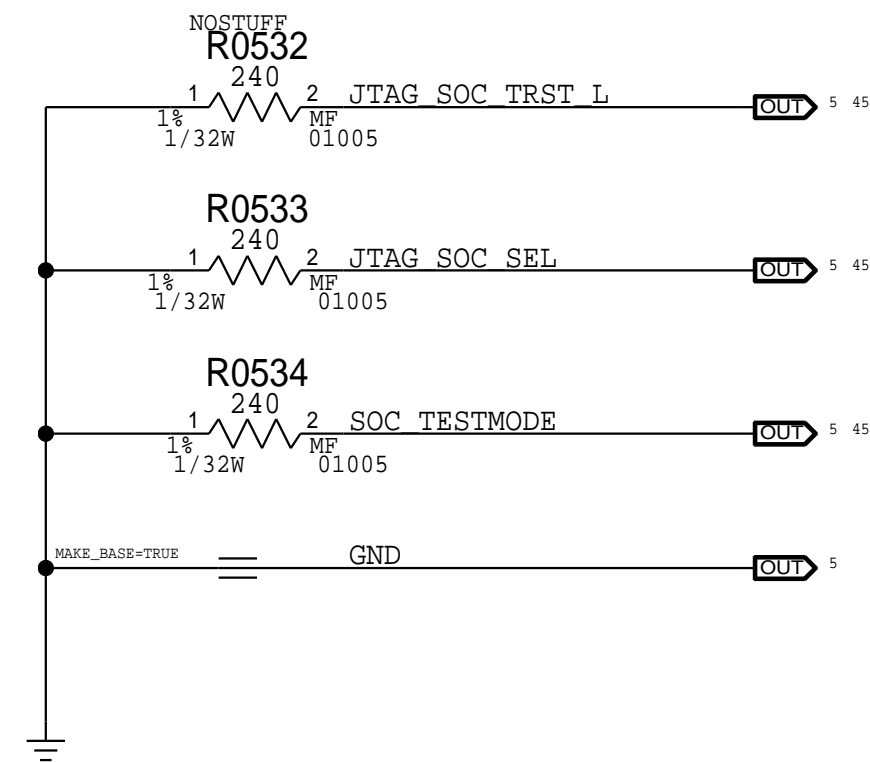 NOSTUFF
R0532
240
1 2 JTAG_SOC_TRST_L OUT 5 45
1% MF
1/32W 01005
R0533
240
1 2 JTAG_SOC_SEL OUT 5 45
1% MF
1/32W 01005
R0534
240
1 2 SOC_TESTMODE OUT 5 45
1% MF
1/32W 01005
MAKE_BASE=TRUE GND OUT 5